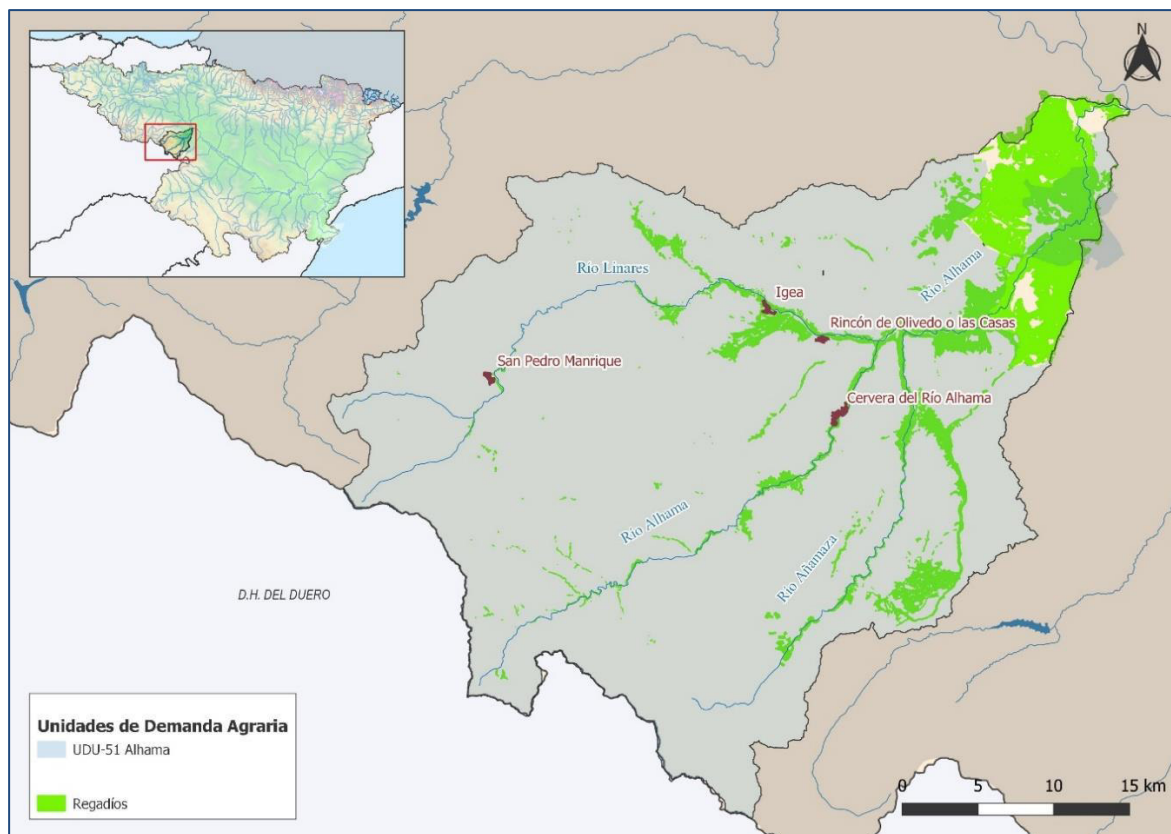 N
Río Linares
Igea
Río Alhama
Rincón de Olivedo o las Casas
San Pedro Manrique
Cervera del Río Alhama
Río Alhama
Río Añamaza
D.H. DEL DUERO
Unidades de Demanda Agraria
UDU-51 Alhama
Regadíos
0 5 10 15 km